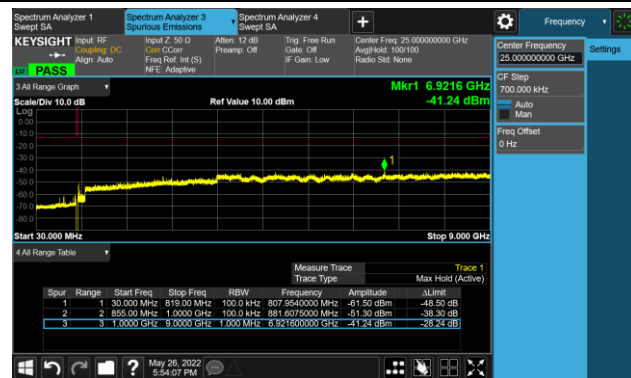 Spectrum Analyzer 1
Swept SA
Spectrum Analyzer 3
Spurious Emissions
Spectrum Analyzer 4
Swept SA
Frequency
KEYSIGHT
Input: RF
Coupling: DC
Align: Auto
Input Z: 50 Ω
Corr CCorr
Freq Ref: Int (S)
NFE: Adaptive
Atten: 12 dB
Preamp: Off
Trig: Free Run
Gate: Off
IF Gain: Low
Center Freq: 25.000000000 GHz
Avg|Hold: 100/100
Radio Std: None
PASS
Center Frequency
25.000000000 GHz
Settings
CF Step
700.000 kHz
Auto
Man
Freq Offset
0 Hz
3 All Range Graph
Mkr1 6.9216 GHz
Scale/Div 10.0 dB
Ref Value 10.00 dBm
-41.24 dBm
Log
0.00
-10.0
-20.0
-30.0
-40.0
-50.0
-60.0
-70.0
-80.0
1
Start 30.000 MHz
Stop 9.000 GHz
4 All Range Table
Measure Trace Trace 1
Trace Type Max Hold (Active)
Spur Range Start Freq Stop Freq RBW Frequency Amplitude ΔLimit
1 1 30.000 MHz 819.00 MHz 100.0 kHz 807.9540000 MHz -61.50 dBm -48.50 dB
2 2 855.00 MHz 1.0000 GHz 100.0 kHz 881.6075000 MHz -51.30 dBm -38.30 dB
3 3 1.0000 GHz 9.0000 GHz 1.000 MHz 6.921600000 GHz -41.24 dBm -28.24 dB
May 26, 2022
5:54:07 PM